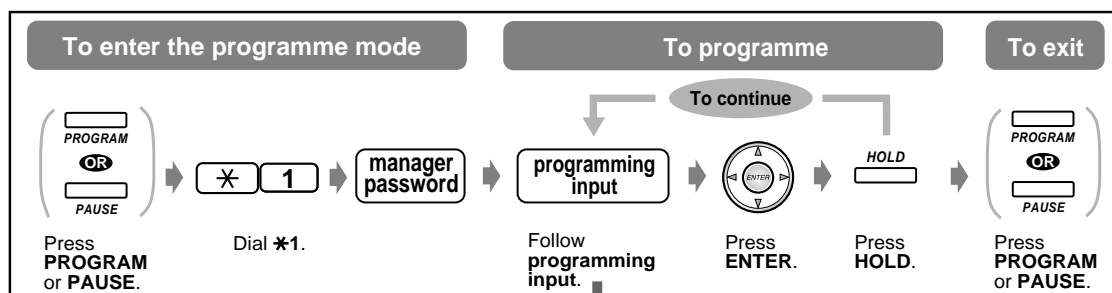 To enter the programme mode
To programme
To exit
To continue
PROGRAM
OR
PAUSE
✱ 1
manager
password
programming
input
ENTER
HOLD
PROGRAM
OR
PAUSE
Press
PROGRAM
or PAUSE.
Dial ✱1.
Follow
programming
input.
Press
ENTER.
Press
HOLD.
Press
PROGRAM
or PAUSE.